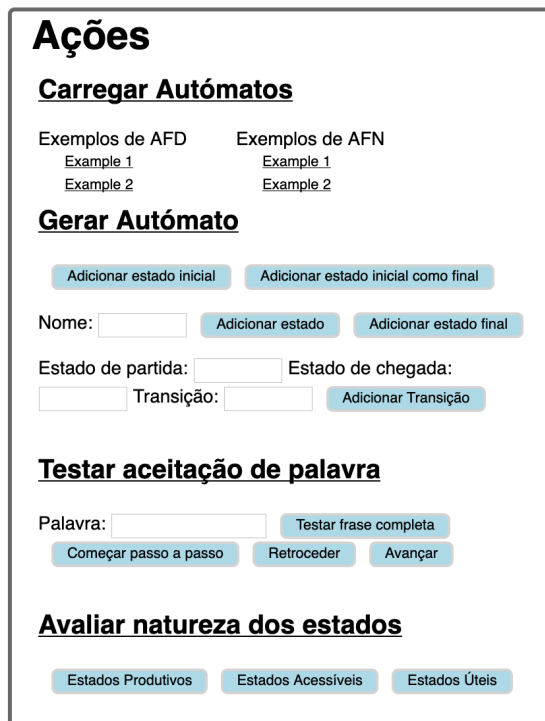 Ações
Carregar Autómatos
Exemplos de AFD Exemplos de AFN
Example 1 Example 1
Example 2 Example 2
Gerar Autómato
Adicionar estado inicial Adicionar estado inicial como final
Nome: Adicionar estado Adicionar estado final
Estado de partida: Estado de chegada:
Transição: Adicionar Transição
Testar aceitação de palavra
Palavra: Testar frase completa
Começar passo a passo Retroceder Avançar
Avaliar natureza dos estados
Estados Produtivos Estados Acessíveis Estados Úteis